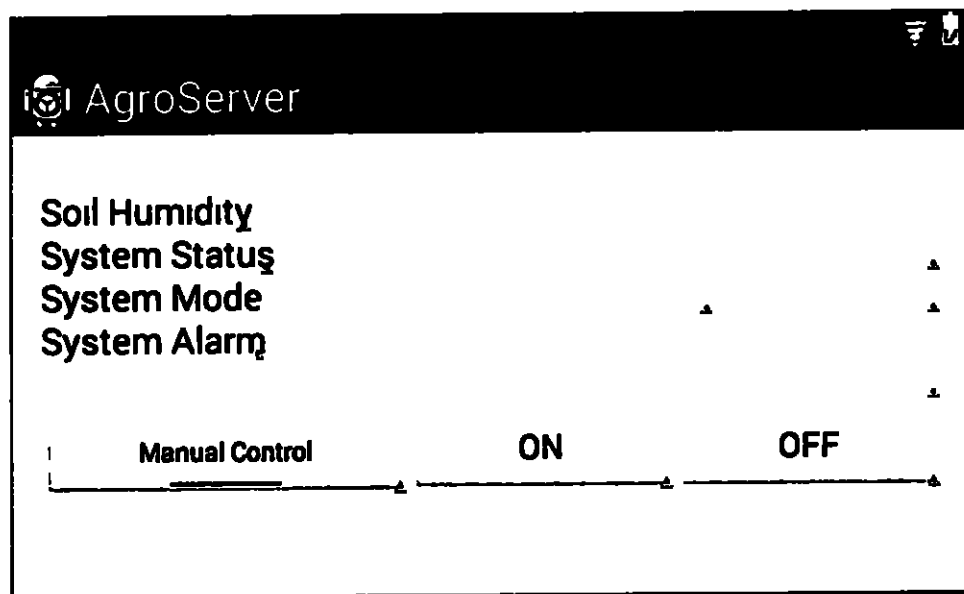 AgroServer
Soil Humidity
System Status
System Mode
System Alarm
Manual Control ON OFF